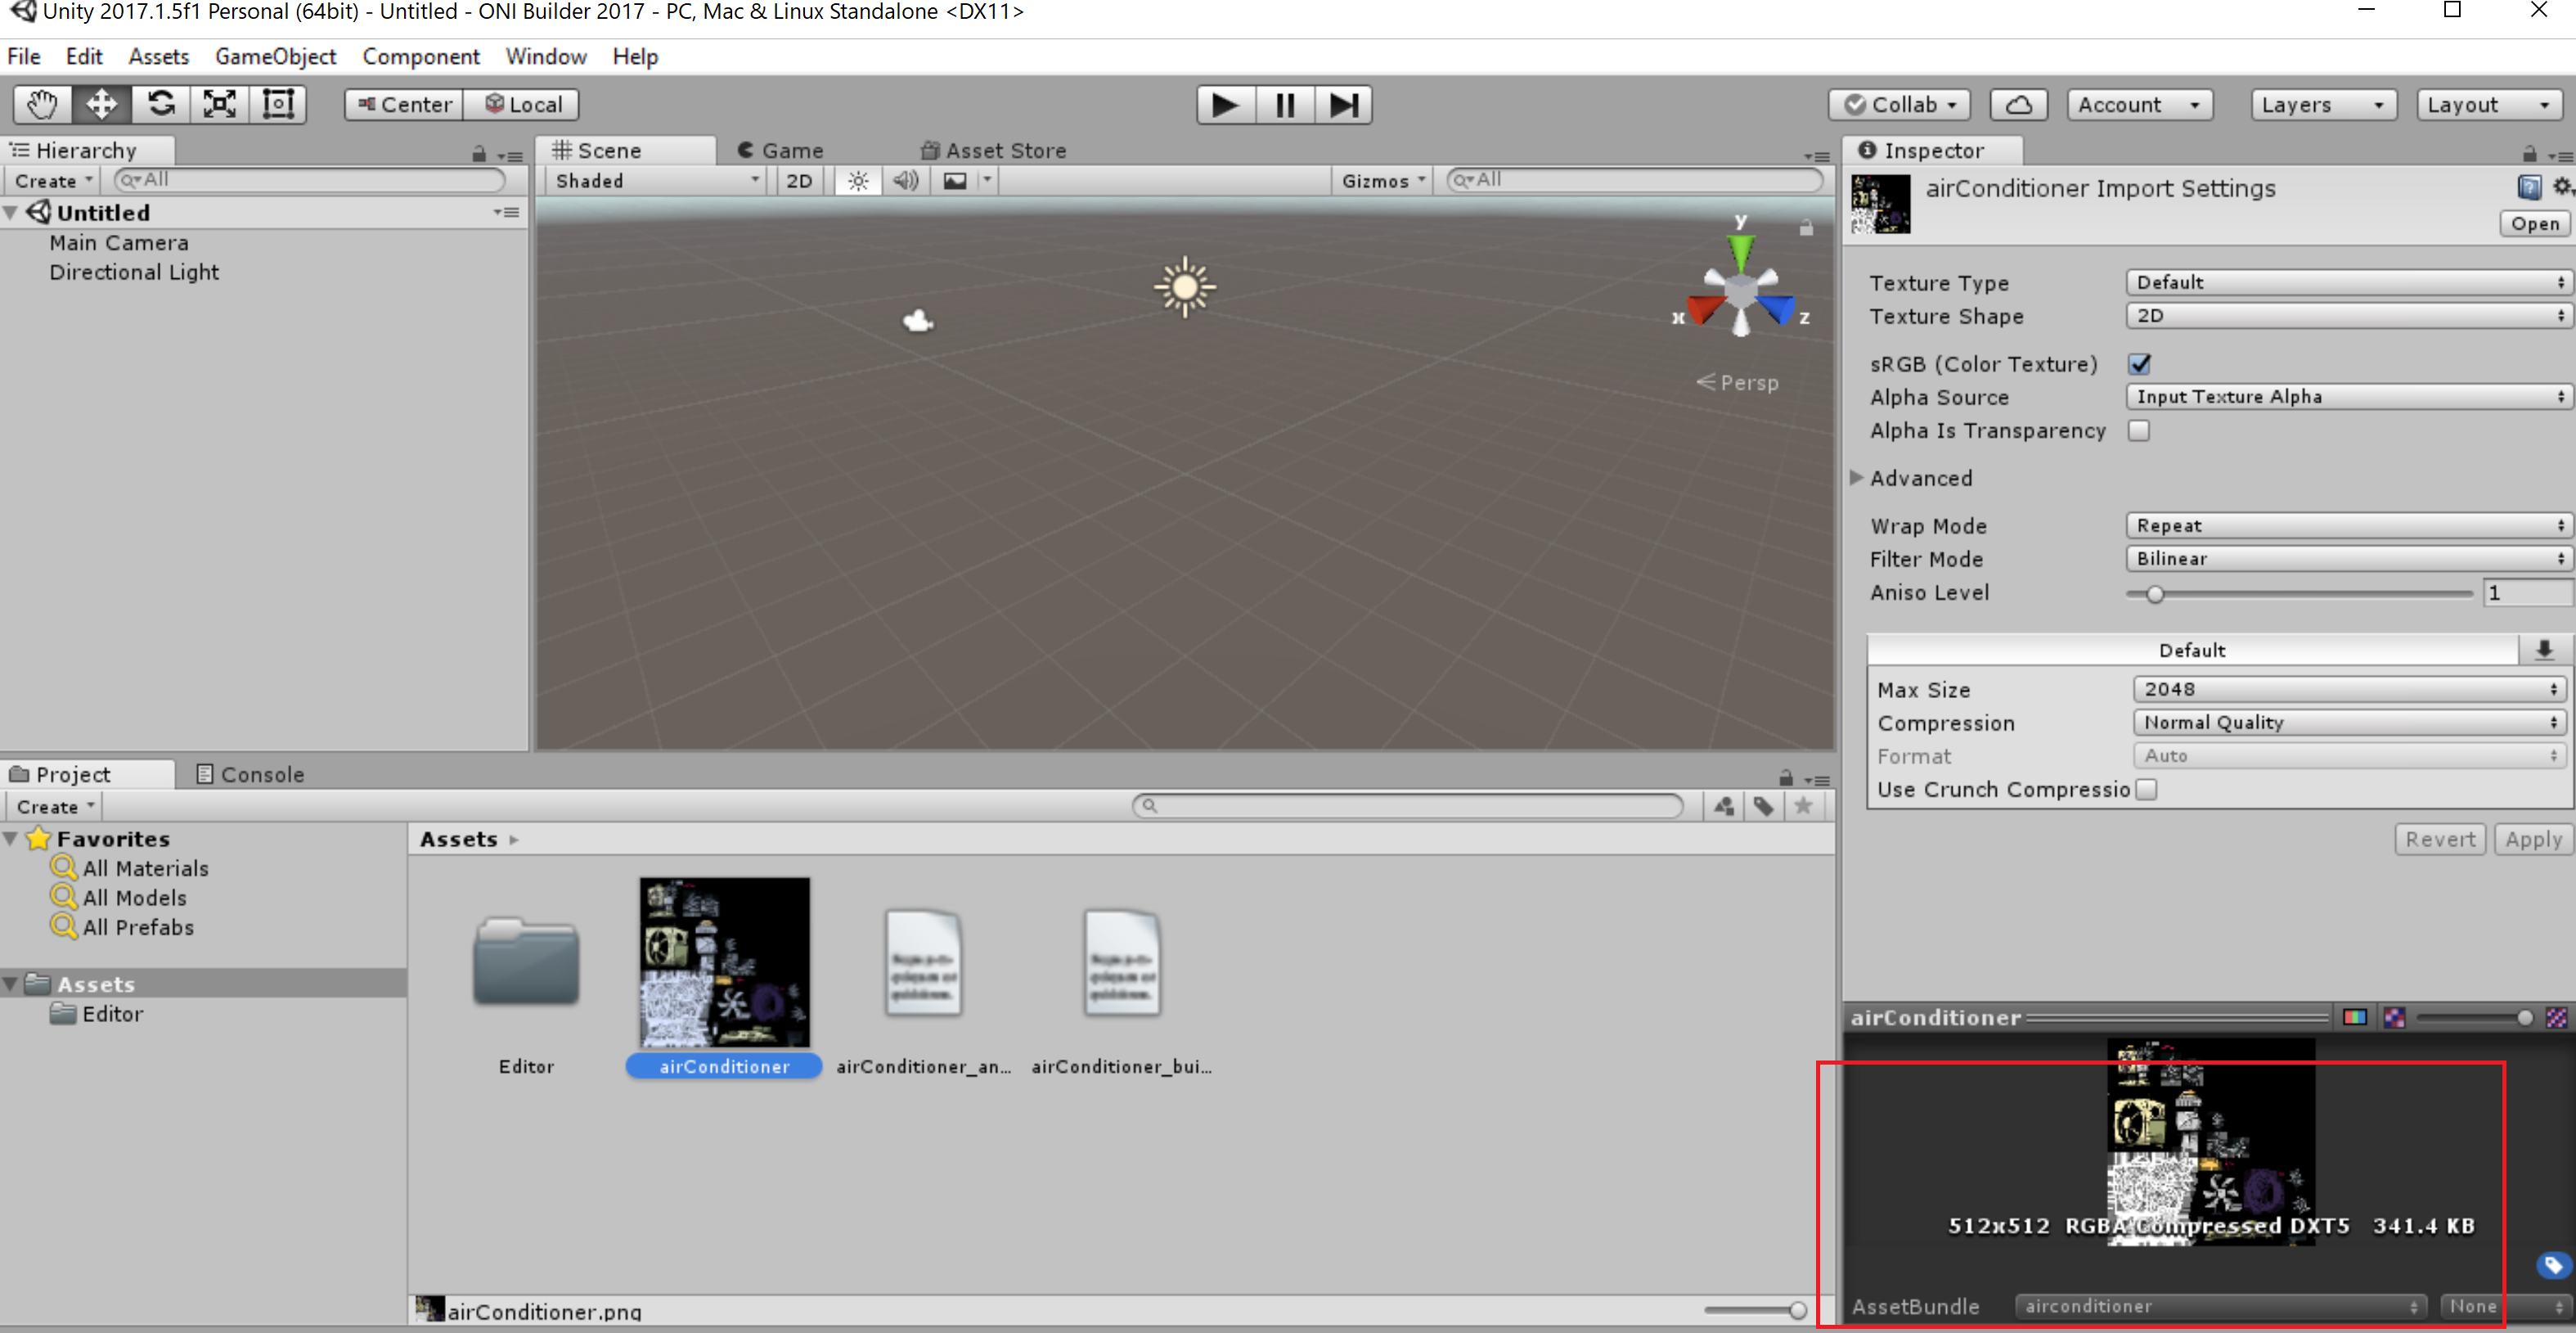 Unity 2017.1.5f1 Personal (64bit) - Untitled - ONI Builder 2017 - PC, Mac & Linux Standalone <DX11>
File Edit Assets GameObject Component Window Help
Center Local Collab Account Layers Layout
Hierarchy
Create All
Untitled
Main Camera
Directional Light
Scene Game Asset Store
Shaded 2D Gizmos All
y
x z
Persp
Inspector
airConditioner Import Settings
Open
Texture Type Default
Texture Shape 2D
sRGB (Color Texture)
Alpha Source Input Texture Alpha
Alpha Is Transparency
Advanced
Wrap Mode Repeat
Filter Mode Bilinear
Aniso Level 1
Default
Max Size 2048
Compression Normal Quality
Format Auto
Use Crunch Compressio
Revert Apply
Project Console
Create
Favorites
All Materials
All Models
All Prefabs
Assets
Editor
Assets
Editor airConditioner airConditioner_an... airConditioner_bui...
airConditioner.png
airConditioner
512x512 RGBA Compressed DXT5 341.4 KB
AssetBundle airconditioner None